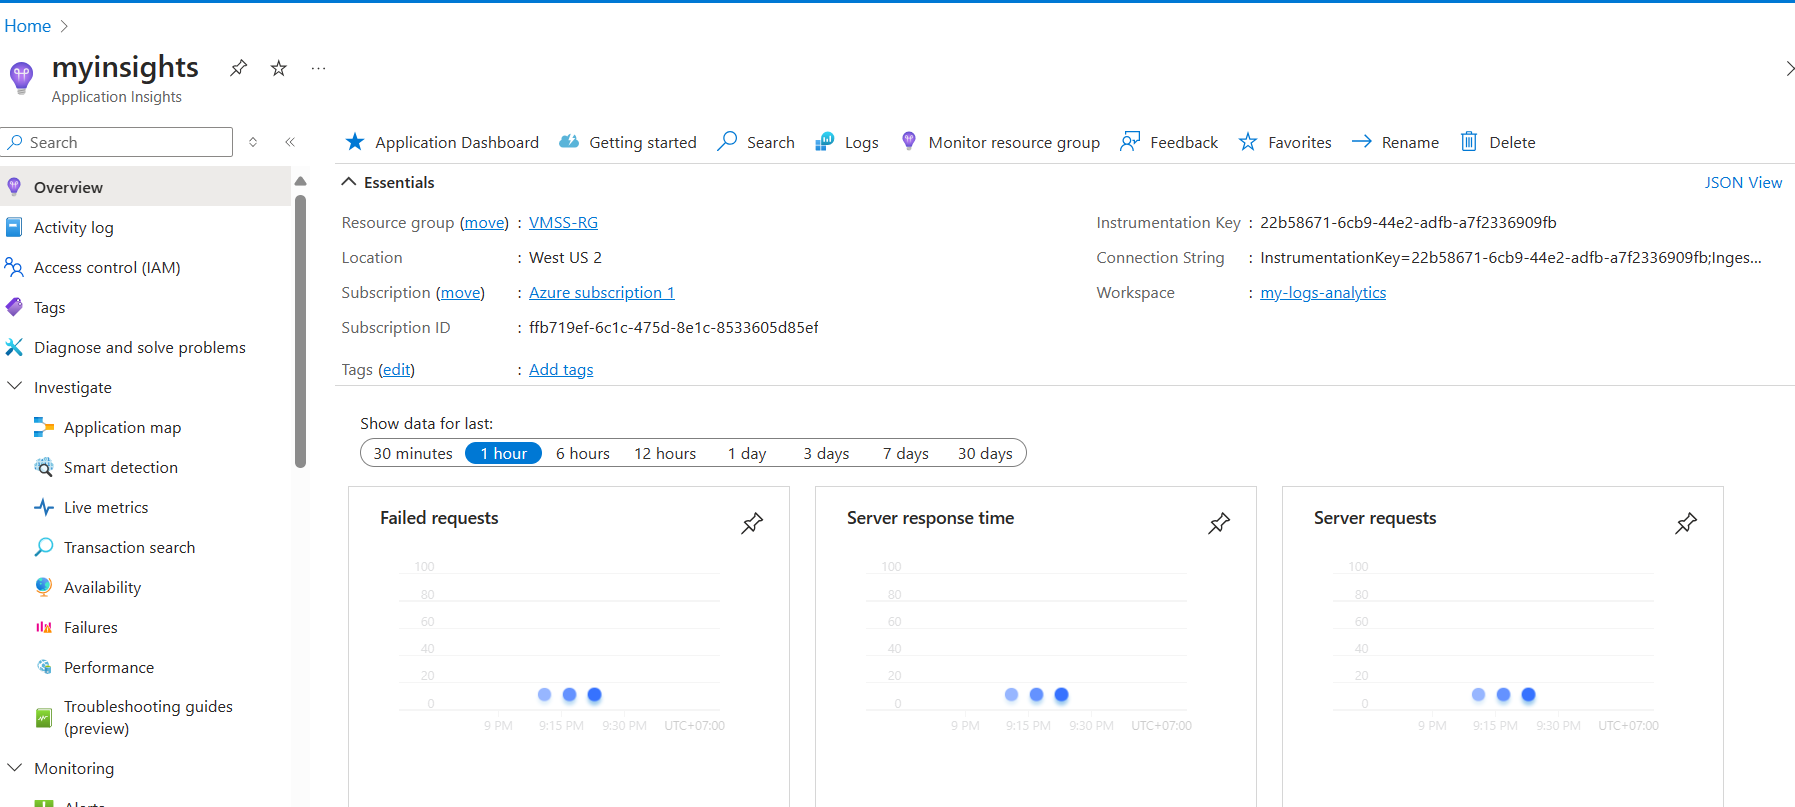 Home
myinsights
Application Insights
Search
Application Dashboard Getting started Search Logs Monitor resource group Feedback Favorites Rename Delete
Overview
Activity log
Access control (IAM)
Tags
Diagnose and solve problems
Investigate
Application map
Smart detection
Live metrics
Transaction search
Availability
Failures
Performance
Troubleshooting guides
(preview)
Monitoring
Alerts
Essentials
JSON View
Resource group (move) : VMSS-RG
Location : West US 2
Subscription (move) : Azure subscription 1
Subscription ID : ffb719ef-6c1c-475d-8e1c-8533605d85ef
Tags (edit) : Add tags
Instrumentation Key : 22b58671-6cb9-44e2-adfb-a7f2336909fb
Connection String : InstrumentationKey=22b58671-6cb9-44e2-adfb-a7f2336909fb;Inges...
Workspace : my-logs-analytics
Show data for last:
30 minutes 1 hour 6 hours 12 hours 1 day 3 days 7 days 30 days
Failed requests
100
80
60
40
20
0
9 PM 9:15 PM 9:30 PM UTC+07:00
Server response time
100
80
60
40
20
0
9 PM 9:15 PM 9:30 PM UTC+07:00
Server requests
100
80
60
40
20
0
9 PM 9:15 PM 9:30 PM UTC+07:00